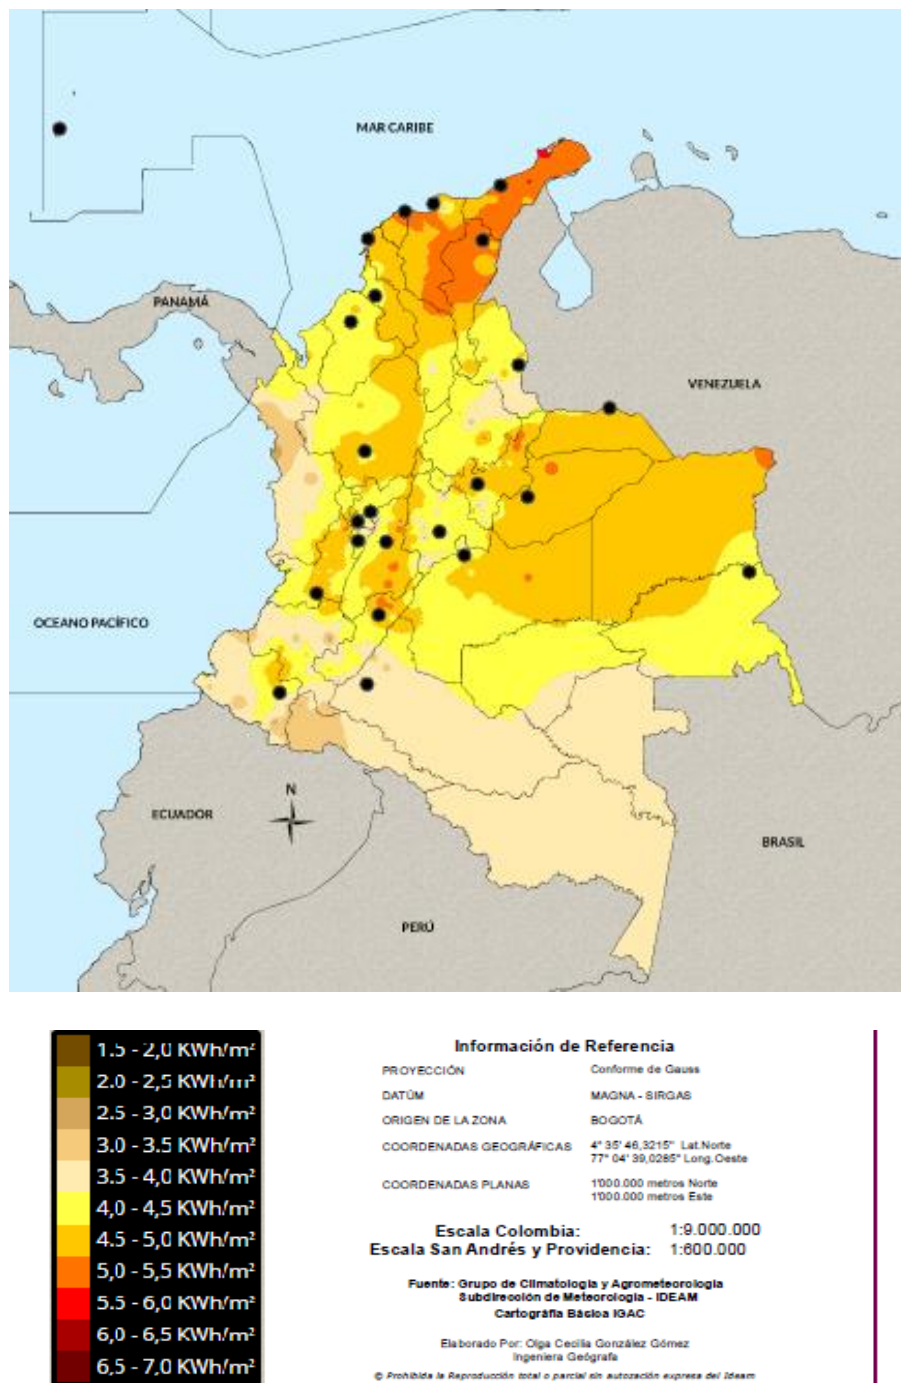 MAR CARIBE
PANAMÁ
VENEZUELA
OCEANO PACÍFICO
N
ECUADOR
BRASIL
PERÚ
1.5 - 2,0 KWh/m²
2.0 - 2,5 KWh/m²
2.5 - 3,0 KWh/m²
3.0 - 3.5 KWh/m²
3.5 - 4,0 KWh/m²
4,0 - 4,5 KWh/m²
4.5 - 5,0 KWh/m²
5,0 - 5,5 KWh/m²
5.5 - 6,0 KWh/m²
6,0 - 6,5 KWh/m²
6,5 - 7,0 KWh/m²
Información de Referencia
PROYECCIÓN Conforme de Gauss
DATÚM MAGNA - SIRGAS
ORIGEN DE LA ZONA BOGOTÁ
COORDENADAS GEOGRÁFICAS 4° 35' 46,3215" Lat.Norte
77° 04' 39,0285" Long.Oeste
COORDENADAS PLANAS 1'000.000 metros Norte
1'000.000 metros Este
Escala Colombia: 1:9.000.000
Escala San Andrés y Providencia: 1:600.000
Fuente: Grupo de Climatología y Agrometeorología
Subdirección de Meteorología - IDEAM
Cartografía Básica IGAC
Elaborado Por: Olga Cecilia González Gómez
Ingeniera Geógrafa
© Prohibida la Reproducción total o parcial sin autozación expresa del Ideam